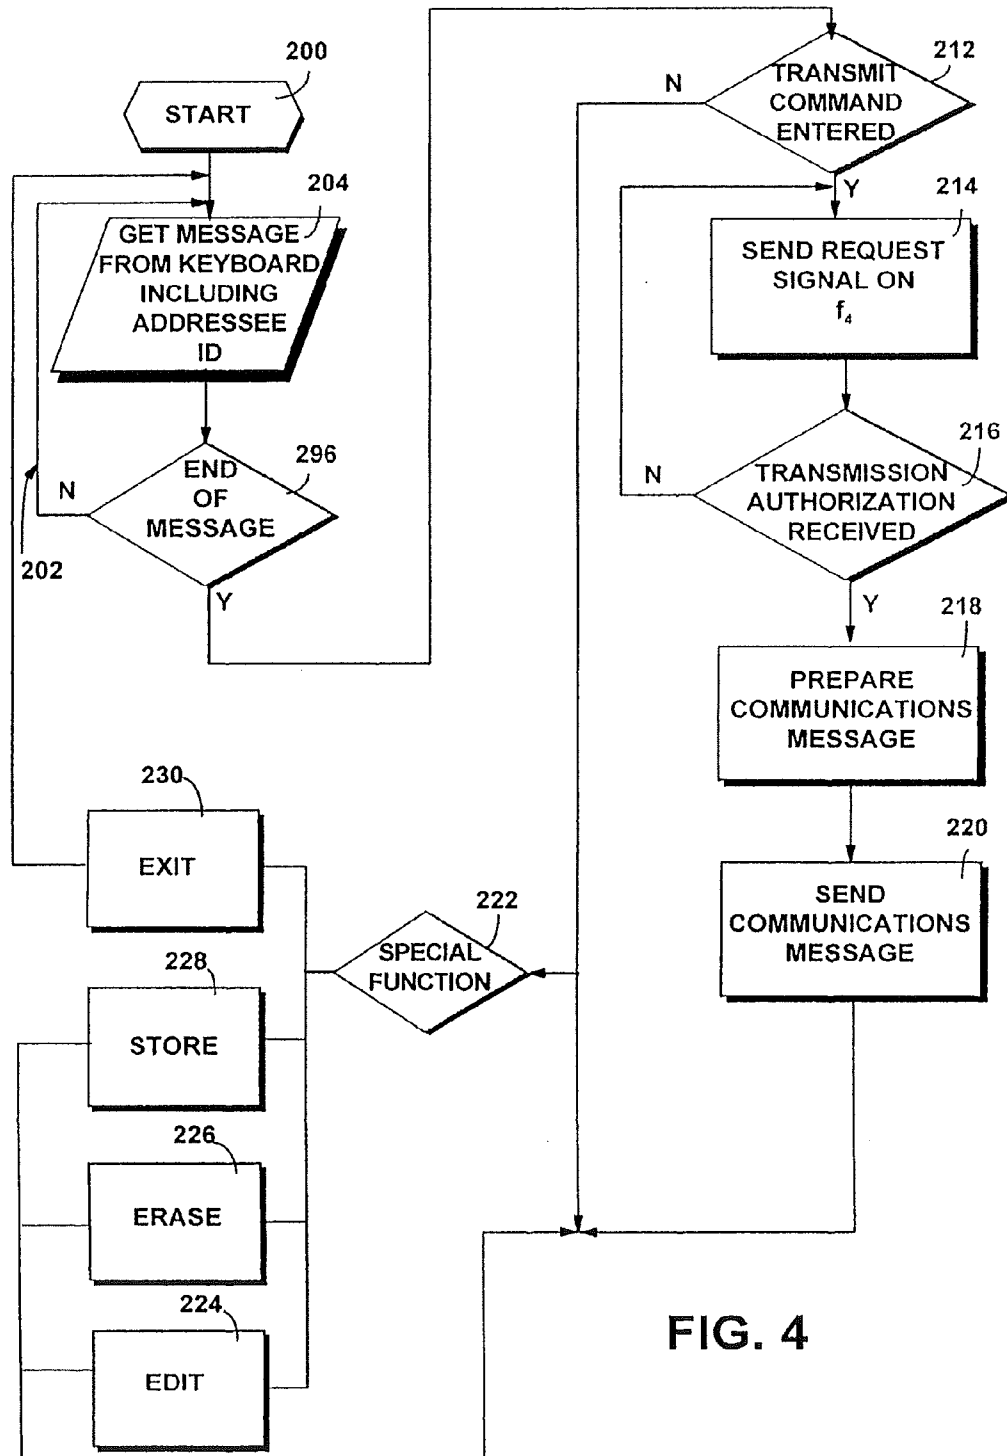 200
START
204
GET MESSAGE
FROM KEYBOARD
INCLUDING
ADDRESSEE
ID
296
END
OF
MESSAGE
N
Y
202
212
TRANSMIT
COMMAND
ENTERED
N
Y
214
SEND REQUEST
SIGNAL ON
f₄
216
TRANSMISSION
AUTHORIZATION
RECEIVED
N
Y
218
PREPARE
COMMUNICATIONS
MESSAGE
220
SEND
COMMUNICATIONS
MESSAGE
222
SPECIAL
FUNCTION
230
EXIT
228
STORE
226
ERASE
224
EDIT
FIG. 4